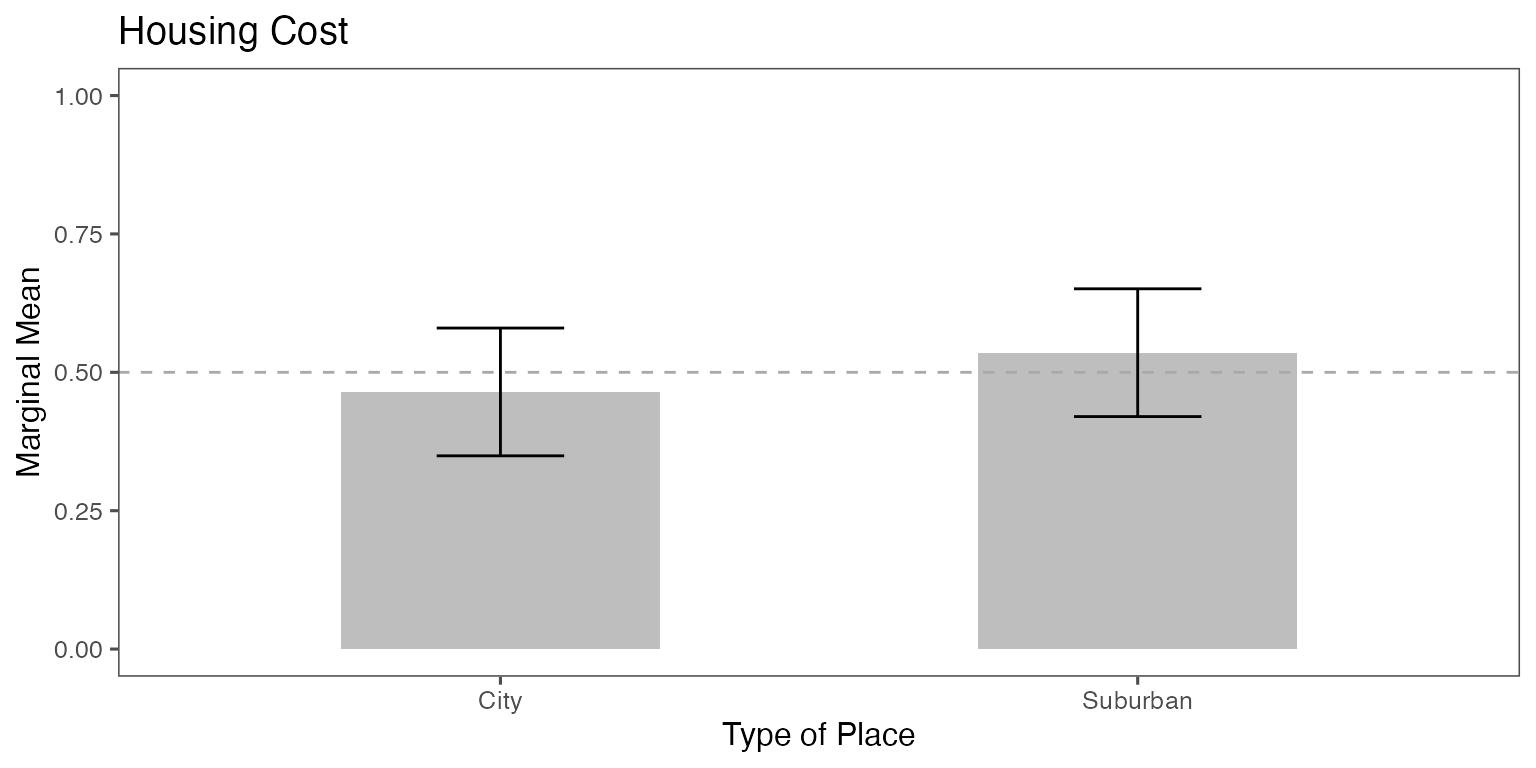 Housing Cost
1.00
0.75
0.50
0.25
0.00
Marginal Mean
City
Suburban
Type of Place